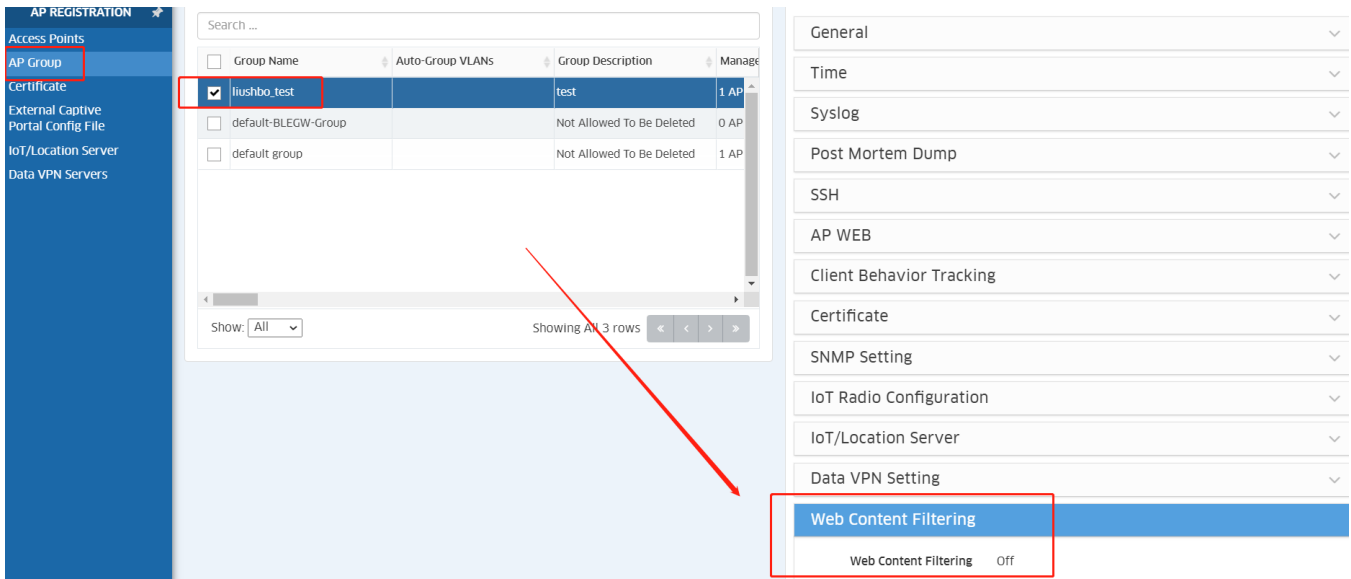 AP REGISTRATION
Access Points
AP Group
Certificate
External Captive
Portal Config File
IoT/Location Server
Data VPN Servers
Search ...
Group Name Auto-Group VLANs Group Description Manage
liushbo_test test 1 AP
default-BLEGW-Group Not Allowed To Be Deleted 0 AP
default group Not Allowed To Be Deleted 1 AP
Show: All Showing All 3 rows « < > »
General
Time
Syslog
Post Mortem Dump
SSH
AP WEB
Client Behavior Tracking
Certificate
SNMP Setting
IoT Radio Configuration
IoT/Location Server
Data VPN Setting
Web Content Filtering
Web Content Filtering Off